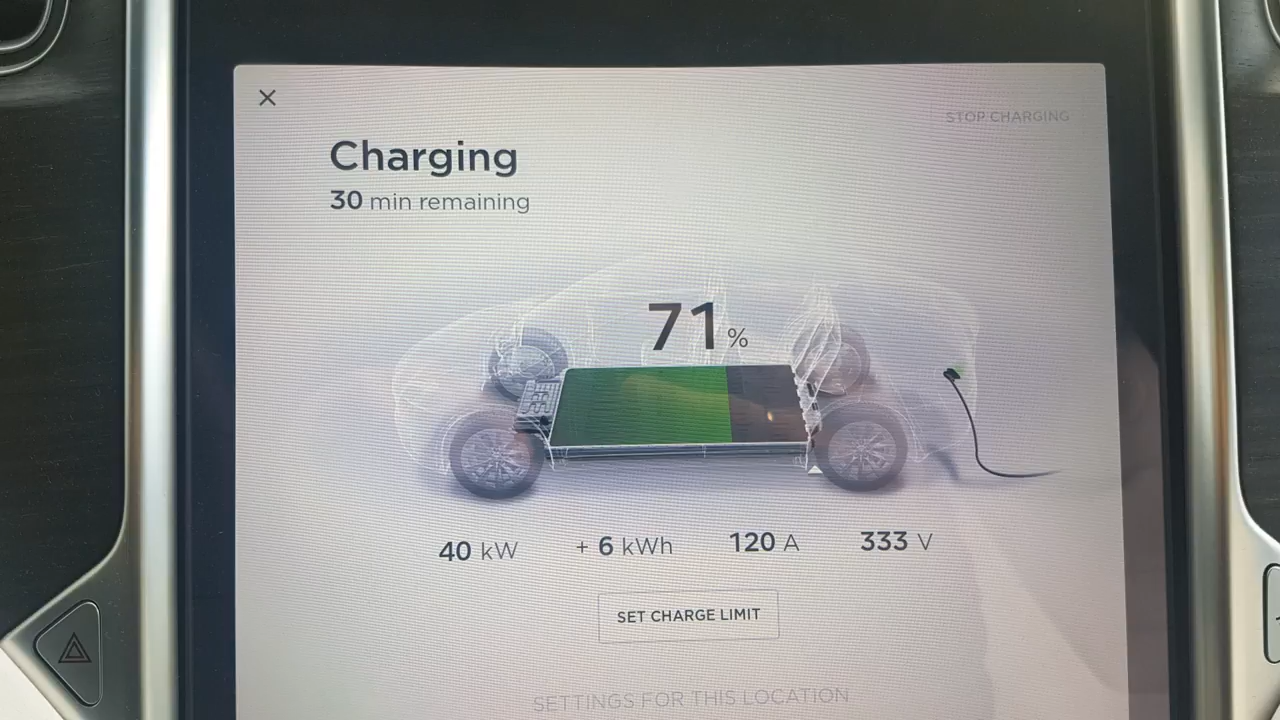 STOP CHARGING
Charging
30 min remaining
71%
40 kW + 6 kWh 120 A 333 V
SET CHARGE LIMIT
SETTINGS FOR THIS LOCATION